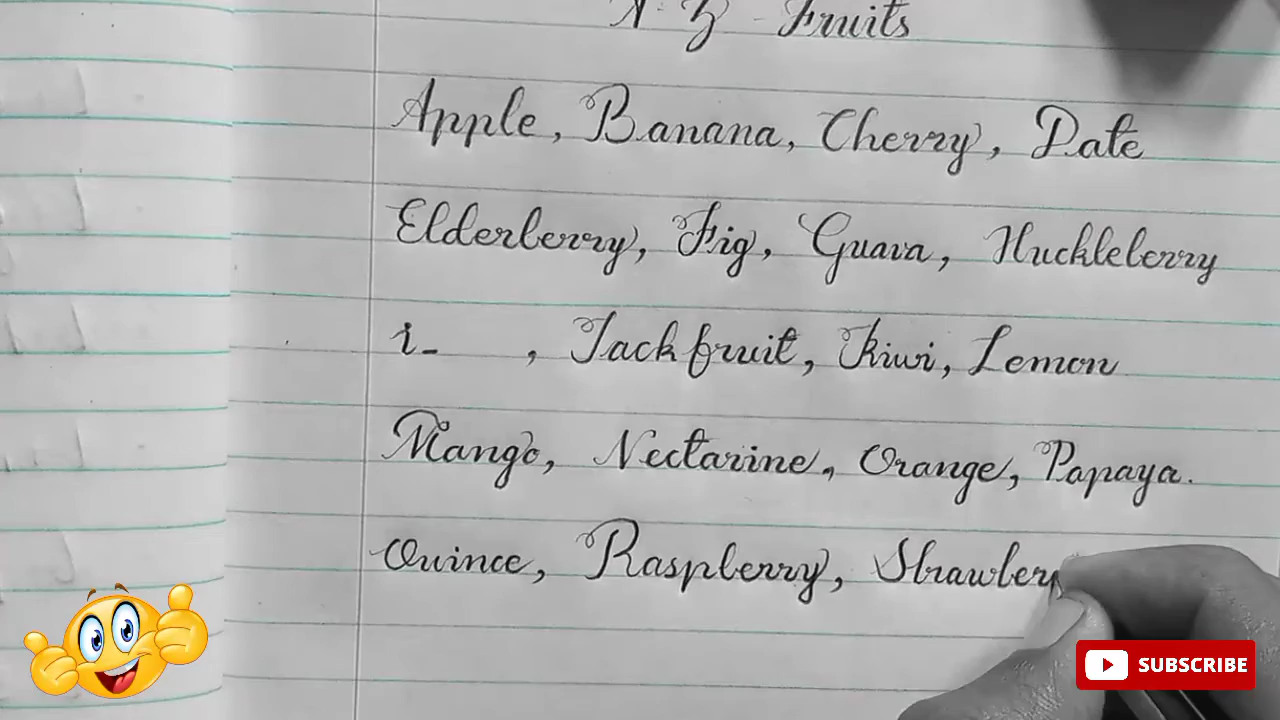 A-Z Fruits
Apple, Banana, Cherry, Date
Elderberry, Fig, Guava, Huckleberry
i- , Jackfruit, Kiwi, Lemon
Mango, Nectarine, Orange, Papaya.
Quince, Raspberry, Strawber
SUBSCRIBE